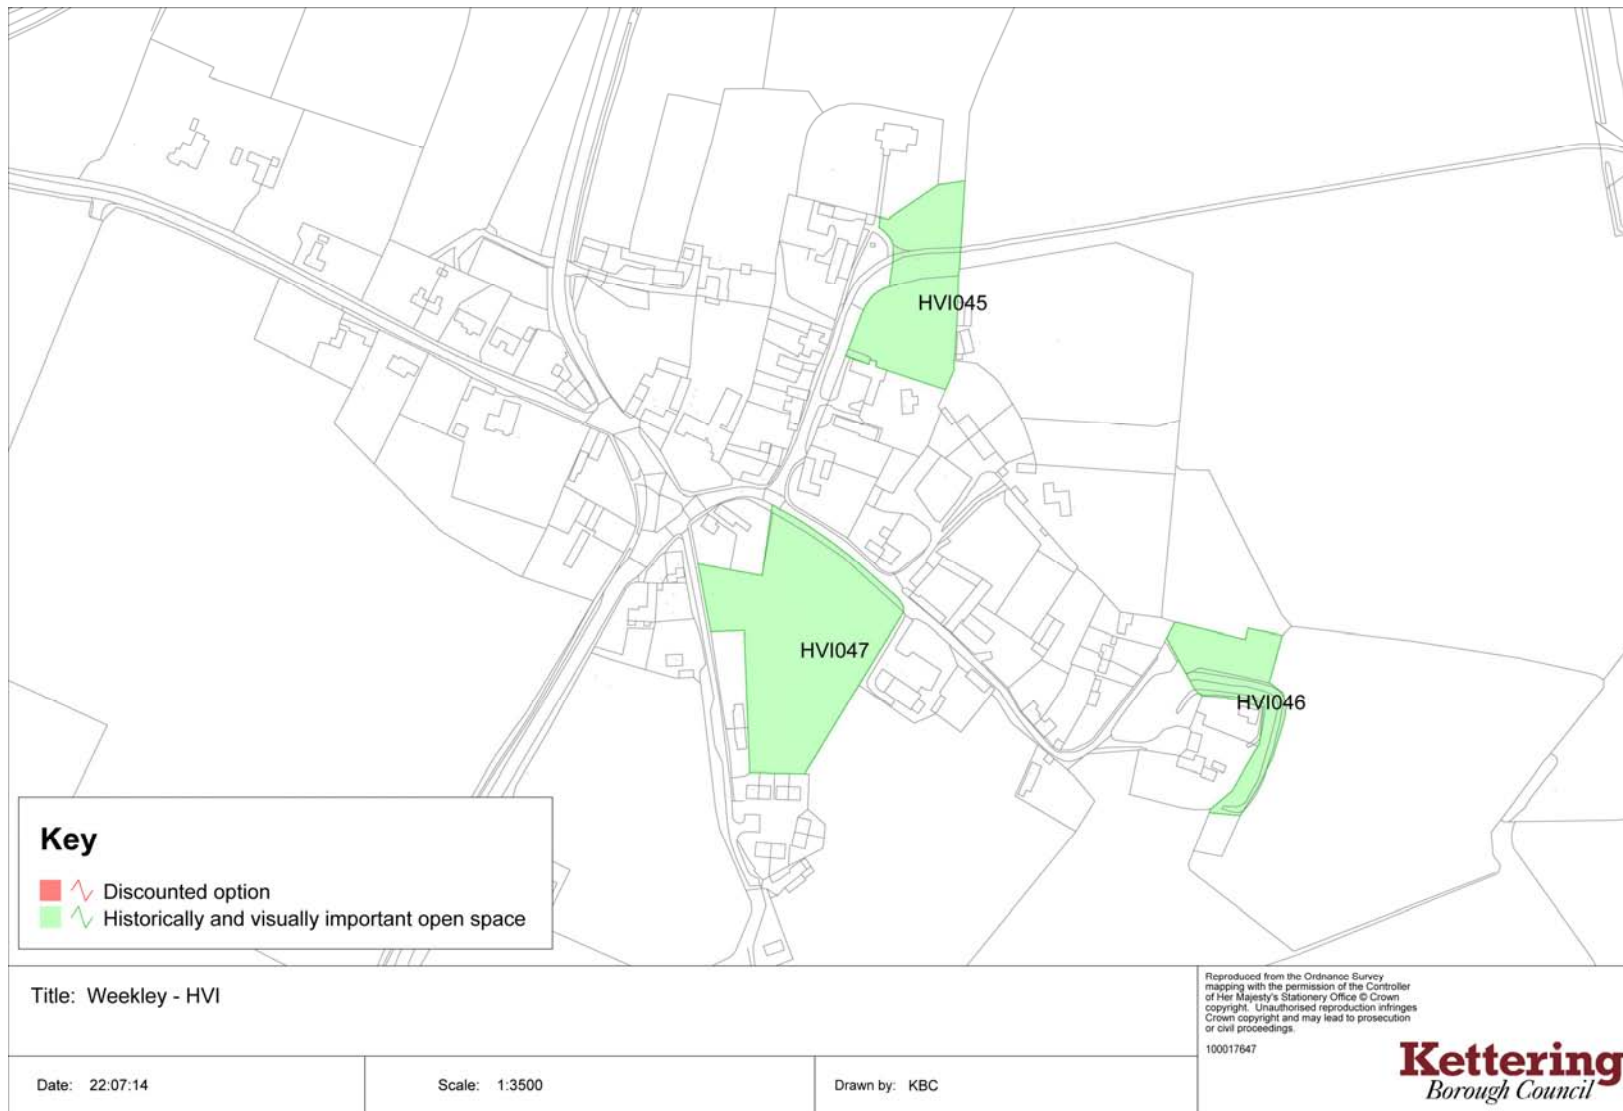 HVI045
HVI047
HVI046
Key
Discounted option
Historically and visually important open space
Title: Weekley - HVI
Reproduced from the Ordnance Survey
mapping with the permission of the Controller
of Her Majesty's Stationery Office © Crown
copyright. Unauthorised reproduction infringes
Crown copyright and may lead to prosecution
or civil proceedings.
100017647
Kettering
Borough Council
Date: 22:07:14
Scale: 1:3500
Drawn by: KBC